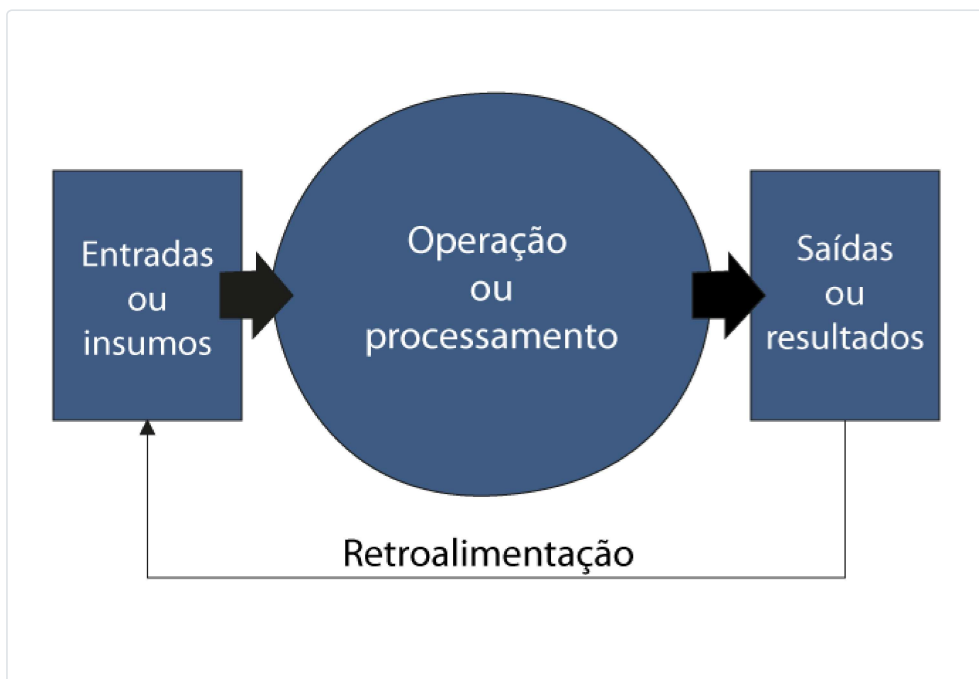 Entradas
ou
insumos
Operação
ou
processamento
Saídas
ou
resultados
Retroalimentação